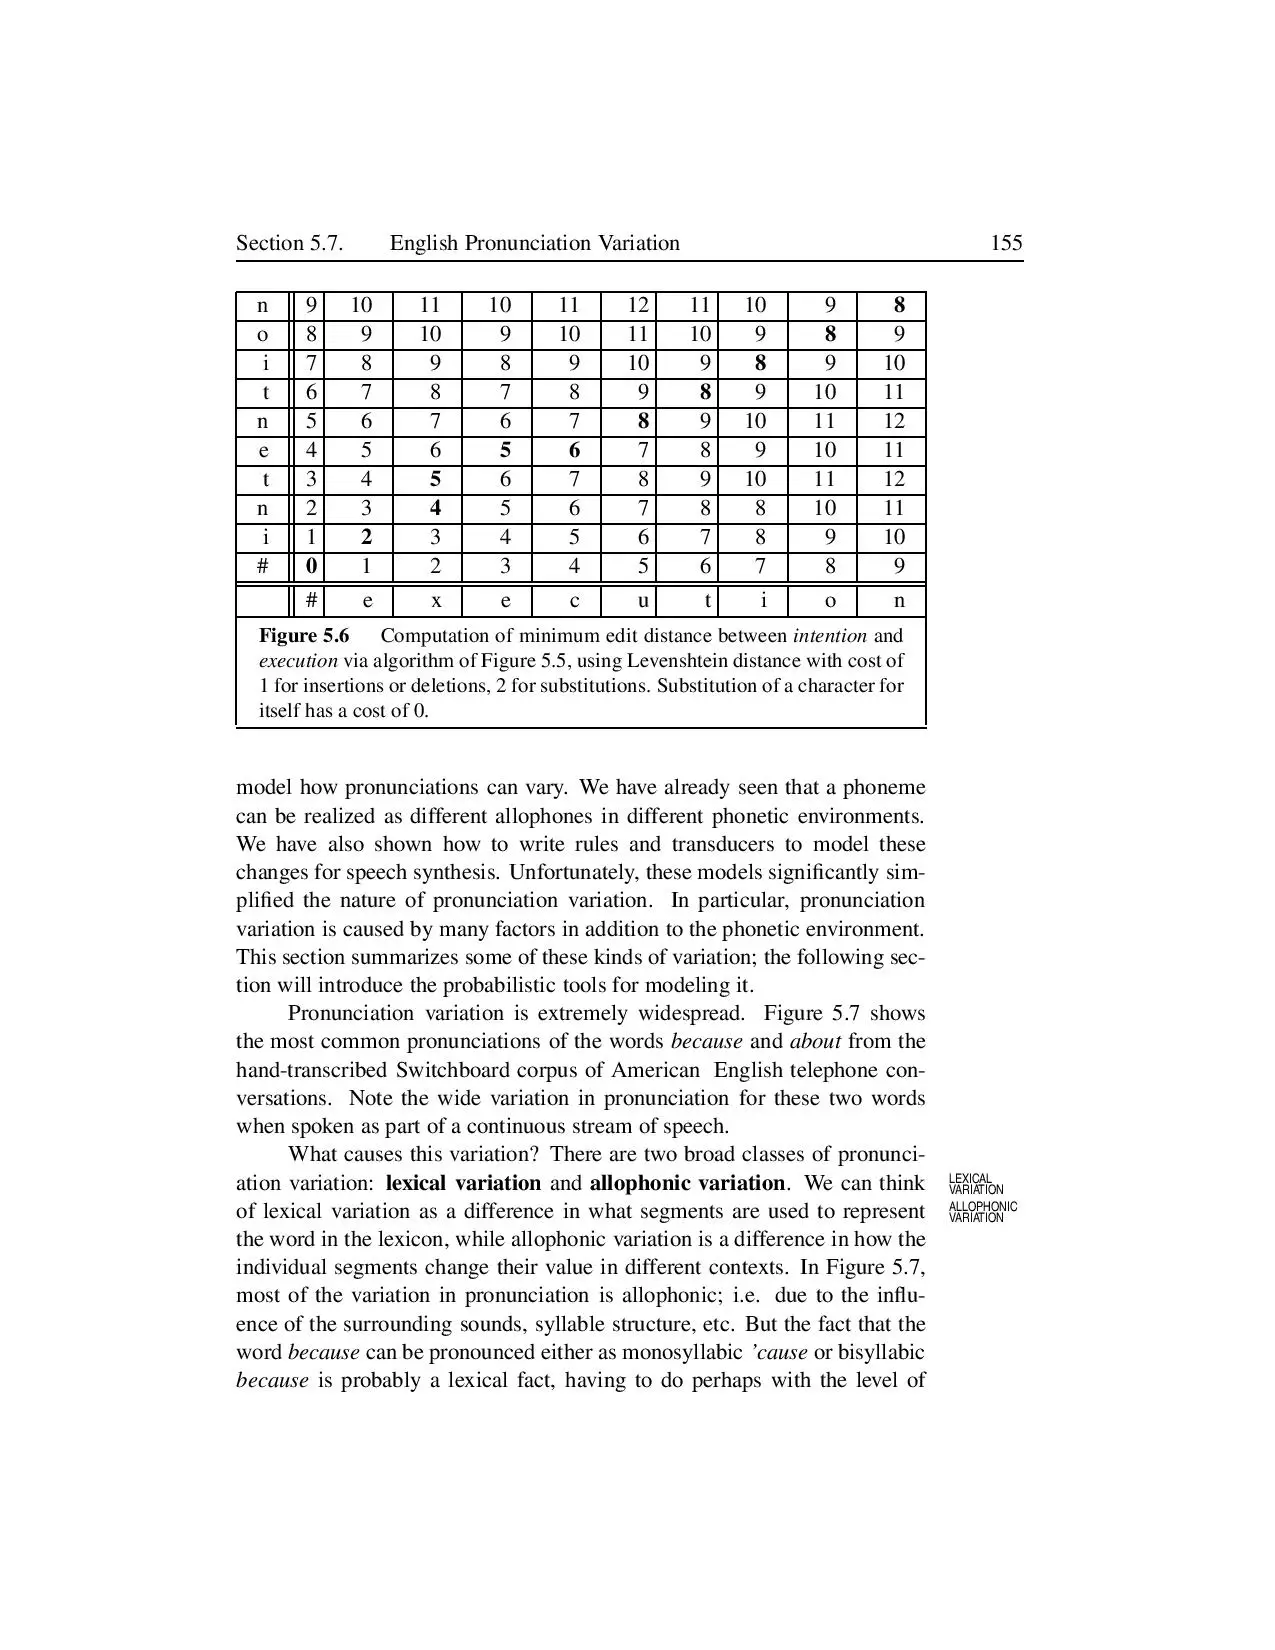 Section 5.7. English Pronunciation Variation 155
n 9 10 11 10 11 12 11 10 9 8
o 8 9 10 9 10 11 10 9 8 9
i 7 8 9 8 9 10 9 8 9 10
t 6 7 8 7 8 9 8 9 10 11
n 5 6 7 6 7 8 9 10 11 12
e 4 5 6 5 6 7 8 9 10 11
t 3 4 5 6 7 8 9 10 11 12
n 2 3 4 5 6 7 8 8 10 11
i 1 2 3 4 5 6 7 8 9 10
# 0 1 2 3 4 5 6 7 8 9
# e x e c u t i o n
Figure 5.6 Computation of minimum edit distance between intention and
execution via algorithm of Figure 5.5, using Levenshtein distance with cost of
1 for insertions or deletions, 2 for substitutions. Substitution of a character for
itself has a cost of 0.
model how pronunciations can vary. We have already seen that a phoneme
can be realized as different allophones in different phonetic environments.
We have also shown how to write rules and transducers to model these
changes for speech synthesis. Unfortunately, these models significantly sim-
plified the nature of pronunciation variation. In particular, pronunciation
variation is caused by many factors in addition to the phonetic environment.
This section summarizes some of these kinds of variation; the following sec-
tion will introduce the probabilistic tools for modeling it.
Pronunciation variation is extremely widespread. Figure 5.7 shows
the most common pronunciations of the words because and about from the
hand-transcribed Switchboard corpus of American English telephone con-
versations. Note the wide variation in pronunciation for these two words
when spoken as part of a continuous stream of speech.
What causes this variation? There are two broad classes of pronunci-
ation variation: lexical variation and allophonic variation. We can think
of lexical variation as a difference in what segments are used to represent
the word in the lexicon, while allophonic variation is a difference in how the
individual segments change their value in different contexts. In Figure 5.7,
most of the variation in pronunciation is allophonic; i.e. due to the influ-
ence of the surrounding sounds, syllable structure, etc. But the fact that the
word because can be pronounced either as monosyllabic ’cause or bisyllabic
because is probably a lexical fact, having to do perhaps with the level of
LEXICAL
VARIATION
ALLOPHONIC
VARIATION